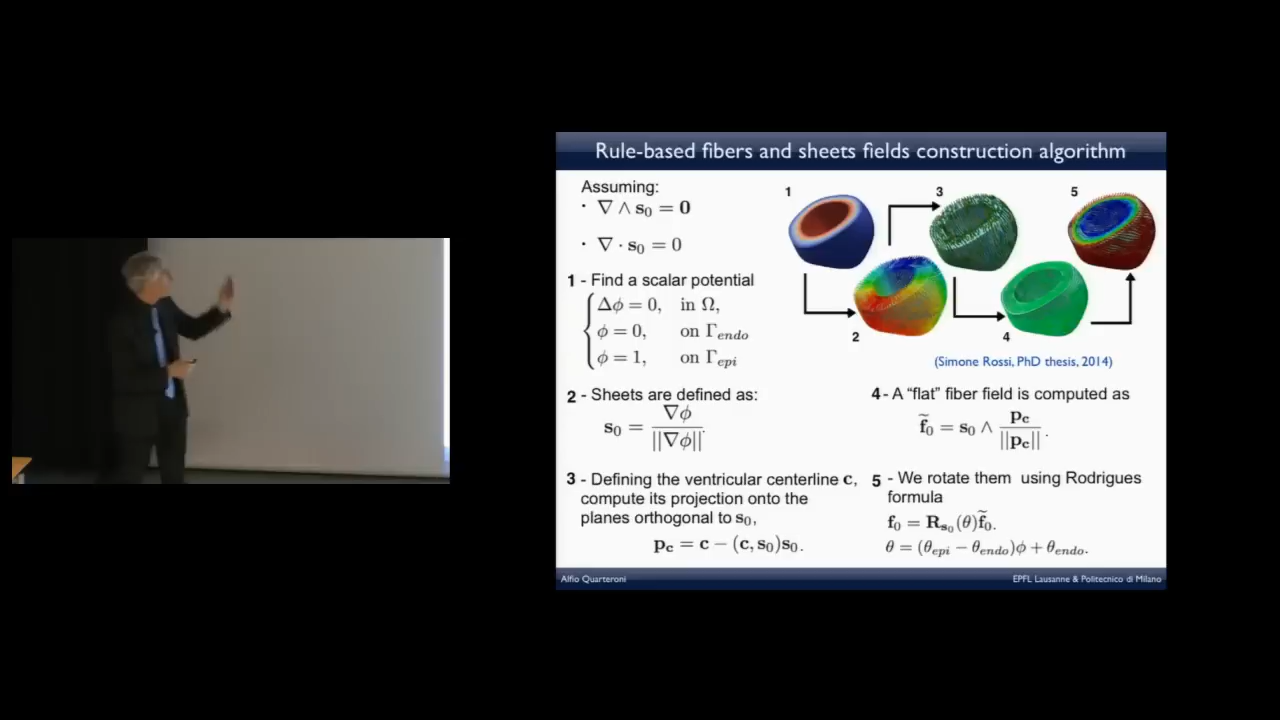 Rule-based fibers and sheets fields construction algorithm
Assuming:
· ∇ ∧ s₀ = 0
· ∇ · s₀ = 0
1 - Find a scalar potential
Δϕ = 0, in Ω,
ϕ = 0, on Γ_endo
ϕ = 1, on Γ_epi
2 - Sheets are defined as:
s₀ = ∇ϕ / ||∇ϕ||.
3 - Defining the ventricular centerline c,
compute its projection onto the
planes orthogonal to s₀,
p_c = c − (c, s₀)s₀.
1
2
3
4
5
(Simone Rossi, PhD thesis, 2014)
4 - A “flat” fiber field is computed as
f̃₀ = s₀ ∧ p_c / ||p_c|| .
5 - We rotate them using Rodrigues
formula
f₀ = R_s₀(θ)f̃₀.
θ = (θ_epi − θ_endo)ϕ + θ_endo.
Alfio Quarteroni
EPFL Lausanne & Politecnico di Milano